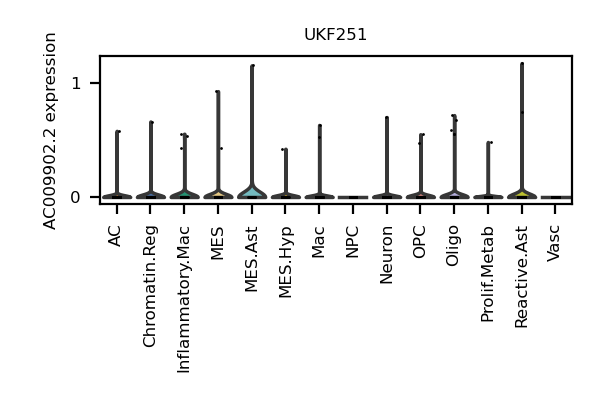 UKF251
AC009902.2 expression
1
0
AC
Chromatin.Reg
Inflammatory.Mac
MES
MES.Ast
MES.Hyp
Mac
NPC
Neuron
OPC
Oligo
Prolif.Metab
Reactive.Ast
Vasc